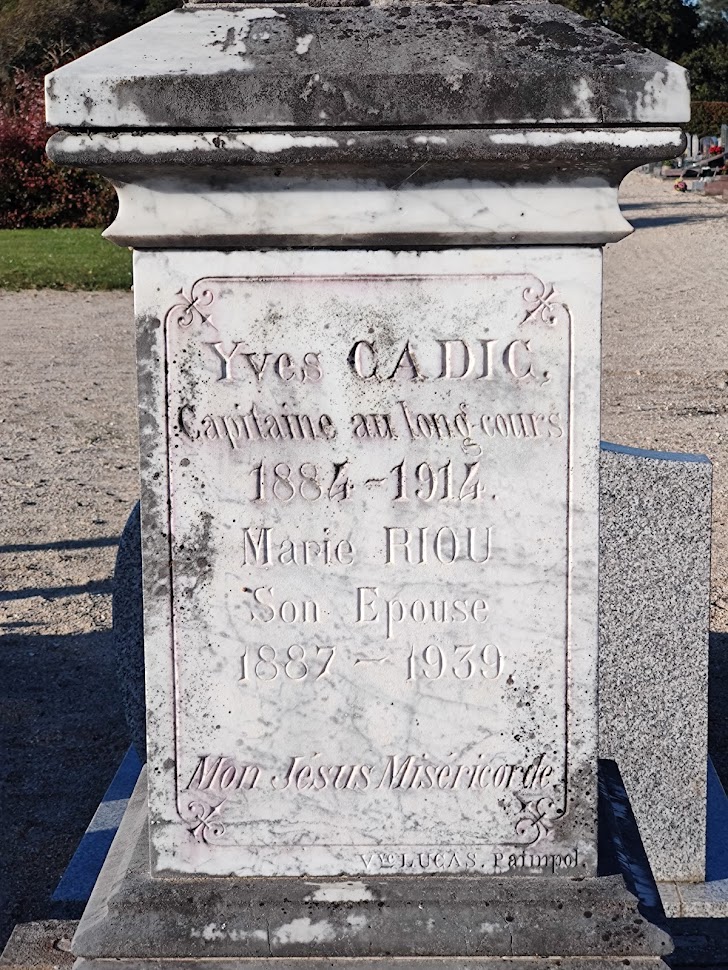 Yves CADIC,
Capitaine au long-cours
1884-1914.
Marie RIOU
Son Epouse
1887-1939
Mon Jésus Miséricorde
Vve LUCAS. Paimpol.